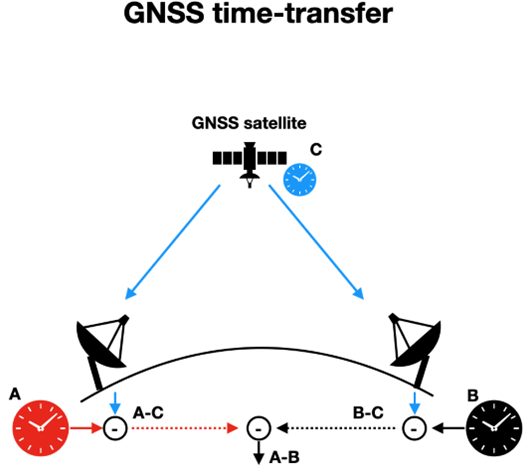 GNSS time-transfer
GNSS satellite
C
A
B
A-C
B-C
-
-
-
A-B